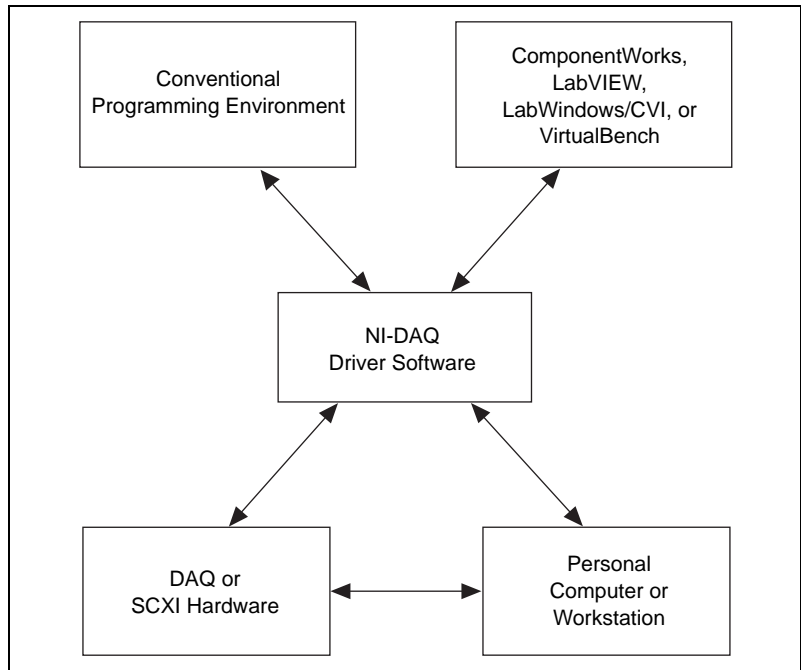 Conventional
Programming Environment
ComponentWorks,
LabVIEW,
LabWindows/CVI, or
VirtualBench
NI-DAQ
Driver Software
DAQ or
SCXI Hardware
Personal
Computer or
Workstation